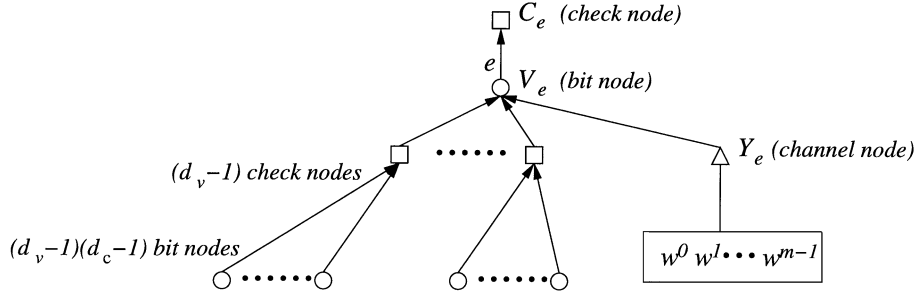 C_e (check node)
e
V_e (bit node)
Y_e (channel node)
(d_v−1) check nodes
(d_v−1)(d_c−1) bit nodes
w^0 w^1 ••• w^{m−1}